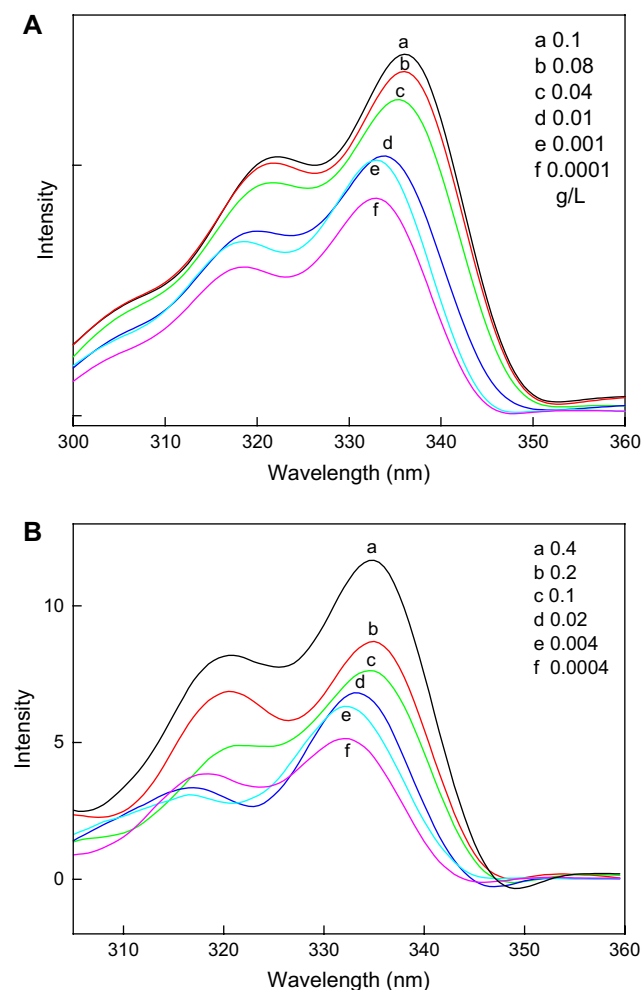 A
a 0.1
b 0.08
c 0.04
d 0.01
e 0.001
f 0.0001
g/L
a
b
c
d
e
f
Intensity
300 310 320 330 340 350 360
Wavelength (nm)
B
a 0.4
b 0.2
c 0.1
d 0.02
e 0.004
f 0.0004
a
b
c
d
e
f
10
5
0
Intensity
310 320 330 340 350 360
Wavelength (nm)